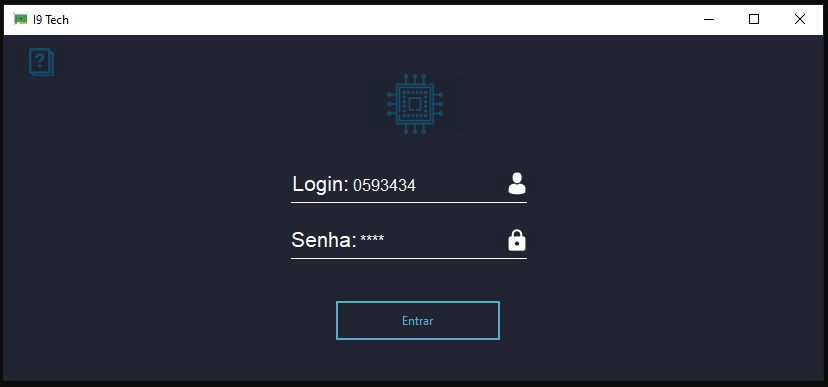 I9 Tech
?
Login: 0593434
Senha: ****
Entrar